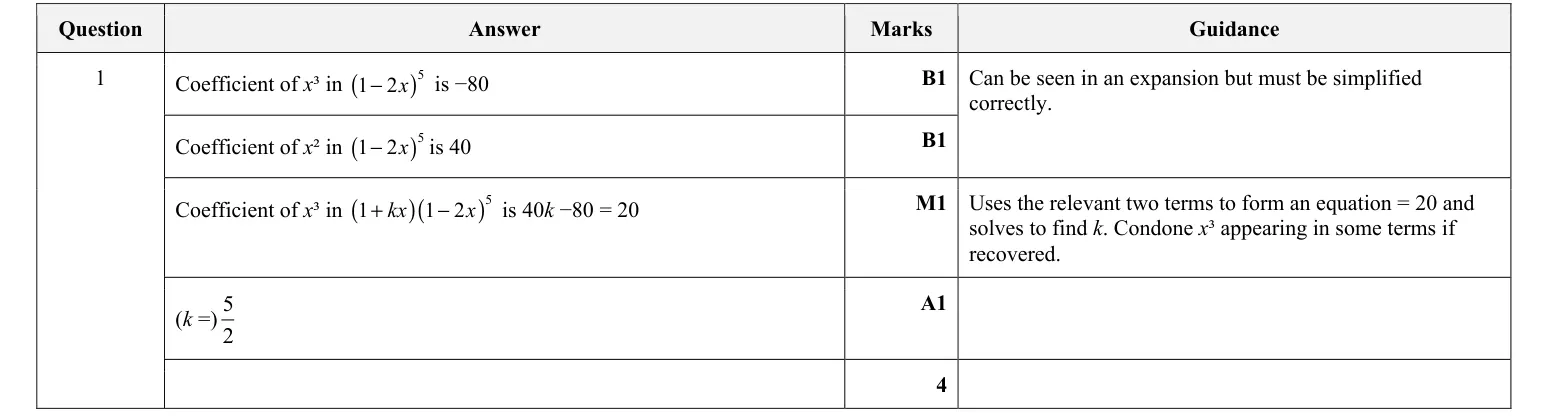 Question Answer Marks Guidance
1 Coefficient of x³ in (1 − 2x)⁵ is −80 B1 Can be seen in an expansion but must be simplified
correctly.
Coefficient of x² in (1 − 2x)⁵ is 40 B1
Coefficient of x³ in (1 + kx)(1 − 2x)⁵ is 40k −80 = 20 M1 Uses the relevant two terms to form an equation = 20 and
solves to find k. Condone x³ appearing in some terms if
recovered.
(k =) 5/2 A1
4